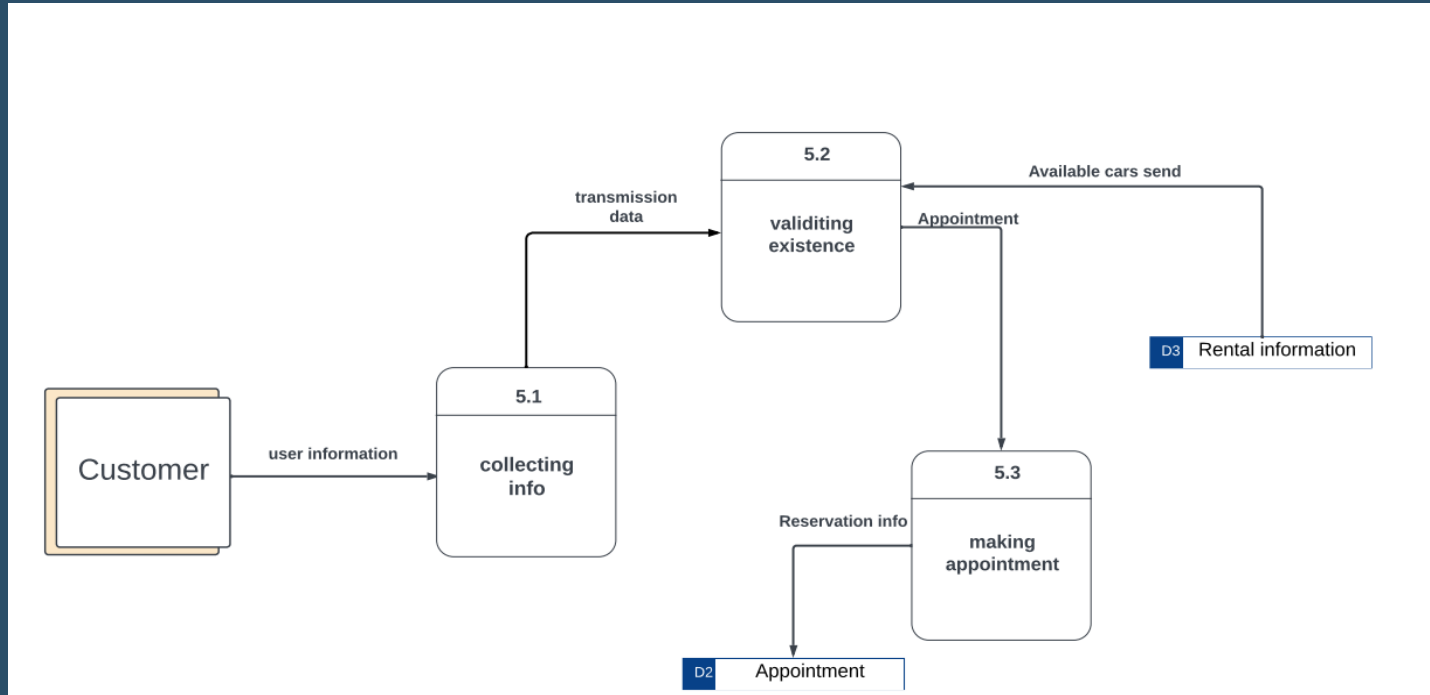 5.2
Available cars send
transmission
data
Appointment
validiting
existence
D3 Rental information
5.1
user information
Customer
collecting
info
5.3
Reservation info
making
appointment
D2 Appointment